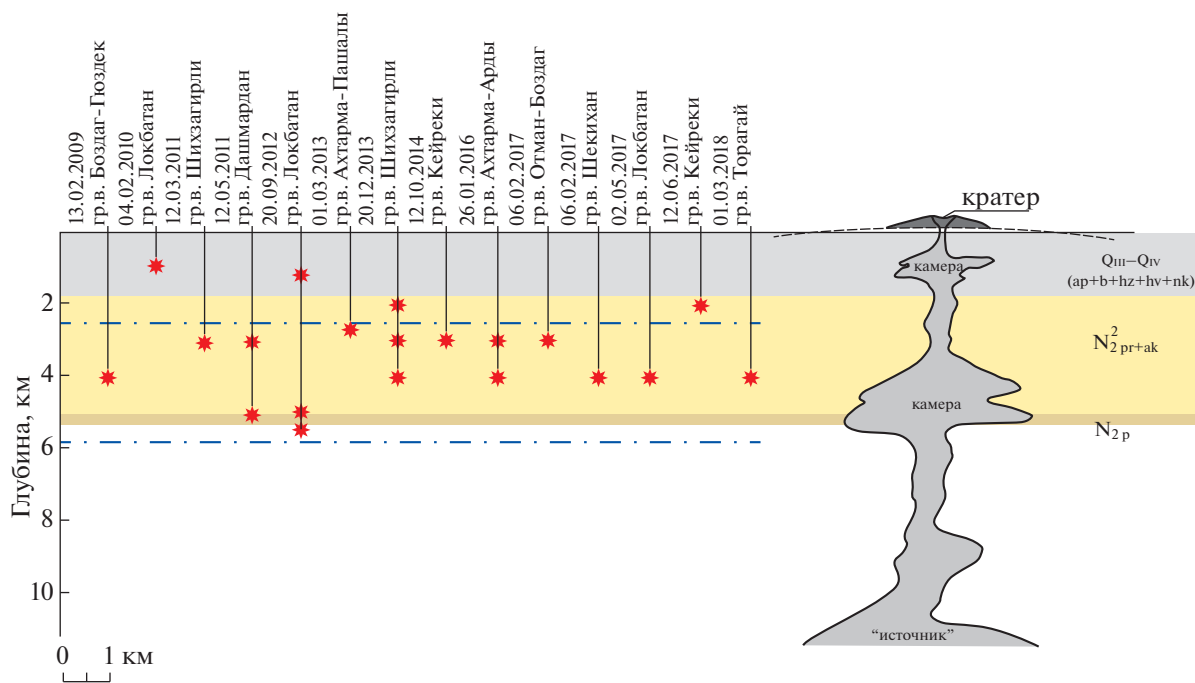 13.02.2009
гр.в. Боздаг-Гюздек
04.02.2010
гр.в. Локбатан
12.03.2011
гр.в. Шихзагирли
12.05.2011
гр.в. Дашмардан
20.09.2012
гр.в. Локбатан
01.03.2013
гр.в. Ахтарма-Пашалы
20.12.2013
гр.в. Шихзагирли
12.10.2014
гр.в. Кейреки
26.01.2016
гр.в. Ахтарма-Арды
06.02.2017
гр.в. Отман-Боздаг
06.02.2017
гр.в. Шекихан
02.05.2017
гр.в. Локбатан
12.06.2017
гр.в. Кейреки
01.03.2018
гр.в. Торагай
кратер
камера
QIII–QIV
(ap+b+hz+hv+nk)
2
N²2 pr+ak
4
камера
N2 p
6
8
10
Глубина, км
“источник”
0 1 км